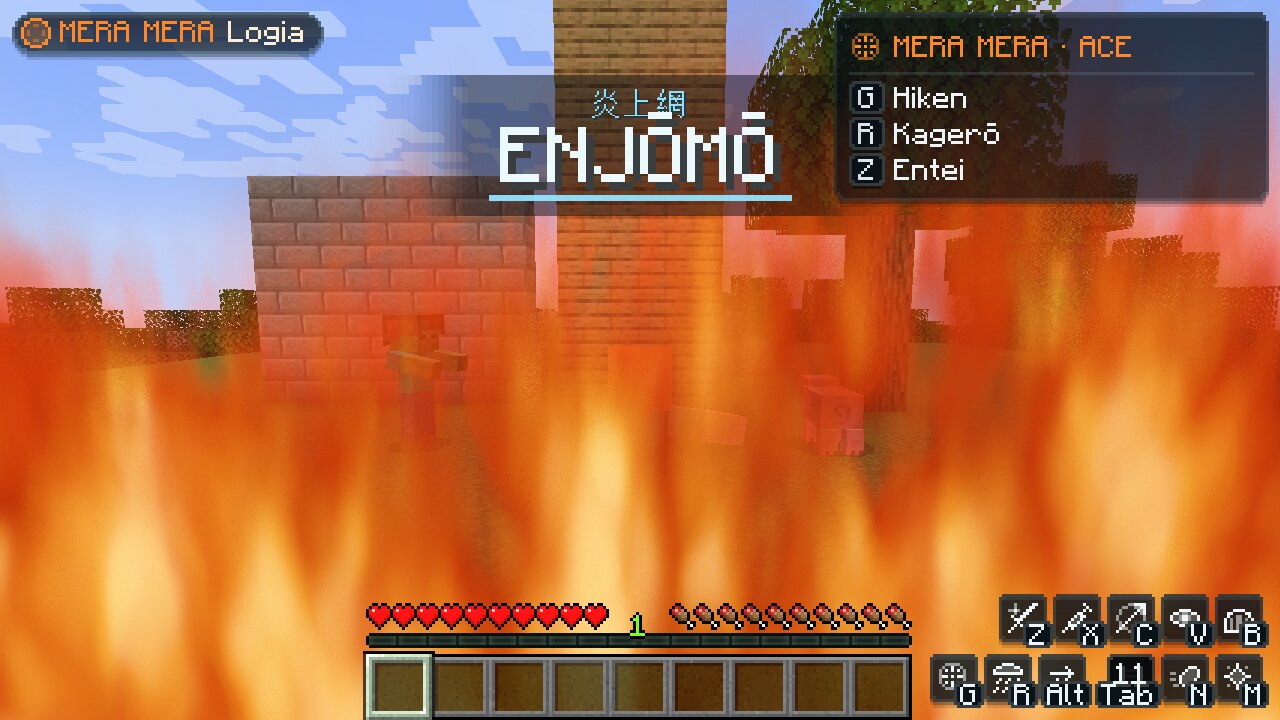 MERA MERA Logia
炎上網
ENJŌMŌ
MERA MERA · ACE
G Hiken
R Kagerō
Z Entei
1
Z X C V B
G R Alt 11 Tab N M